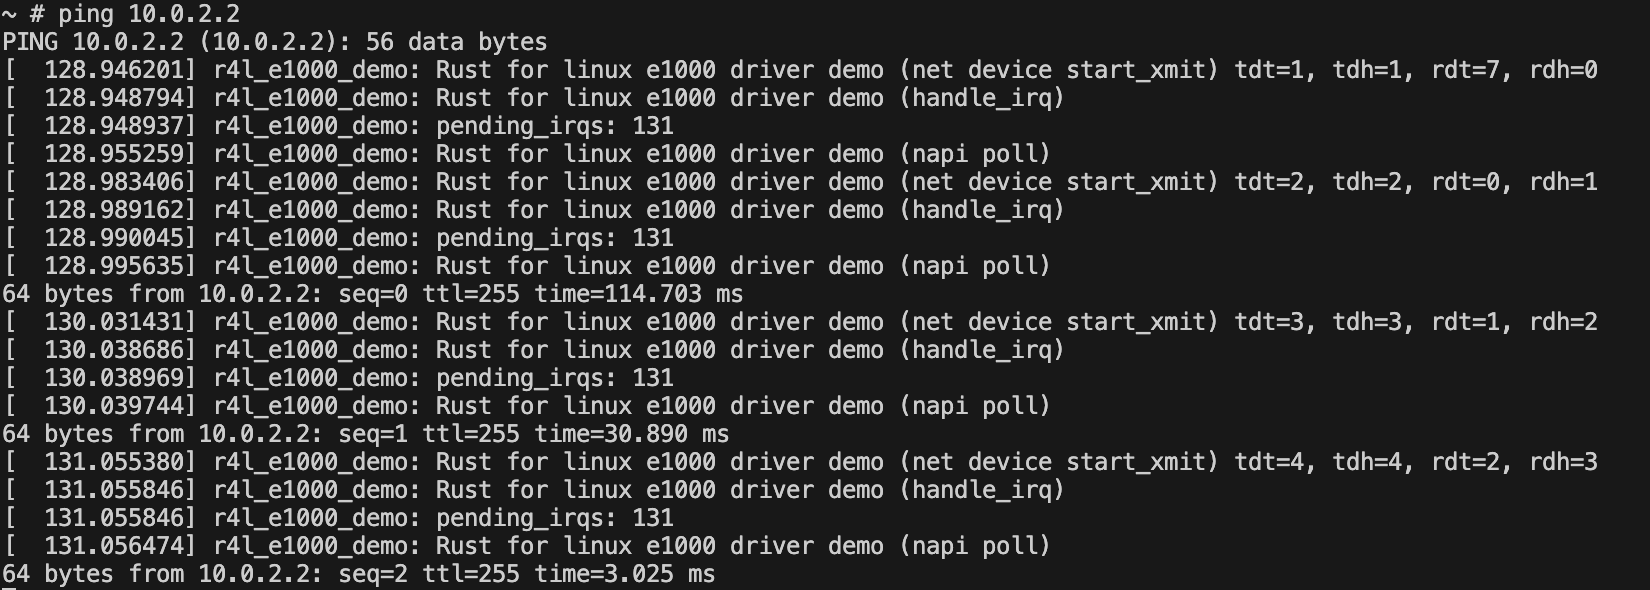 ~ # ping 10.0.2.2
PING 10.0.2.2 (10.0.2.2): 56 data bytes
[  128.946201] r4l_e1000_demo: Rust for linux e1000 driver demo (net device start_xmit) tdt=1, tdh=1, rdt=7, rdh=0
[  128.948794] r4l_e1000_demo: Rust for linux e1000 driver demo (handle_irq)
[  128.948937] r4l_e1000_demo: pending_irqs: 131
[  128.955259] r4l_e1000_demo: Rust for linux e1000 driver demo (napi poll)
[  128.983406] r4l_e1000_demo: Rust for linux e1000 driver demo (net device start_xmit) tdt=2, tdh=2, rdt=0, rdh=1
[  128.989162] r4l_e1000_demo: Rust for linux e1000 driver demo (handle_irq)
[  128.990045] r4l_e1000_demo: pending_irqs: 131
[  128.995635] r4l_e1000_demo: Rust for linux e1000 driver demo (napi poll)
64 bytes from 10.0.2.2: seq=0 ttl=255 time=114.703 ms
[  130.031431] r4l_e1000_demo: Rust for linux e1000 driver demo (net device start_xmit) tdt=3, tdh=3, rdt=1, rdh=2
[  130.038686] r4l_e1000_demo: Rust for linux e1000 driver demo (handle_irq)
[  130.038969] r4l_e1000_demo: pending_irqs: 131
[  130.039744] r4l_e1000_demo: Rust for linux e1000 driver demo (napi poll)
64 bytes from 10.0.2.2: seq=1 ttl=255 time=30.890 ms
[  131.055380] r4l_e1000_demo: Rust for linux e1000 driver demo (net device start_xmit) tdt=4, tdh=4, rdt=2, rdh=3
[  131.055846] r4l_e1000_demo: Rust for linux e1000 driver demo (handle_irq)
[  131.055846] r4l_e1000_demo: pending_irqs: 131
[  131.056474] r4l_e1000_demo: Rust for linux e1000 driver demo (napi poll)
64 bytes from 10.0.2.2: seq=2 ttl=255 time=3.025 ms